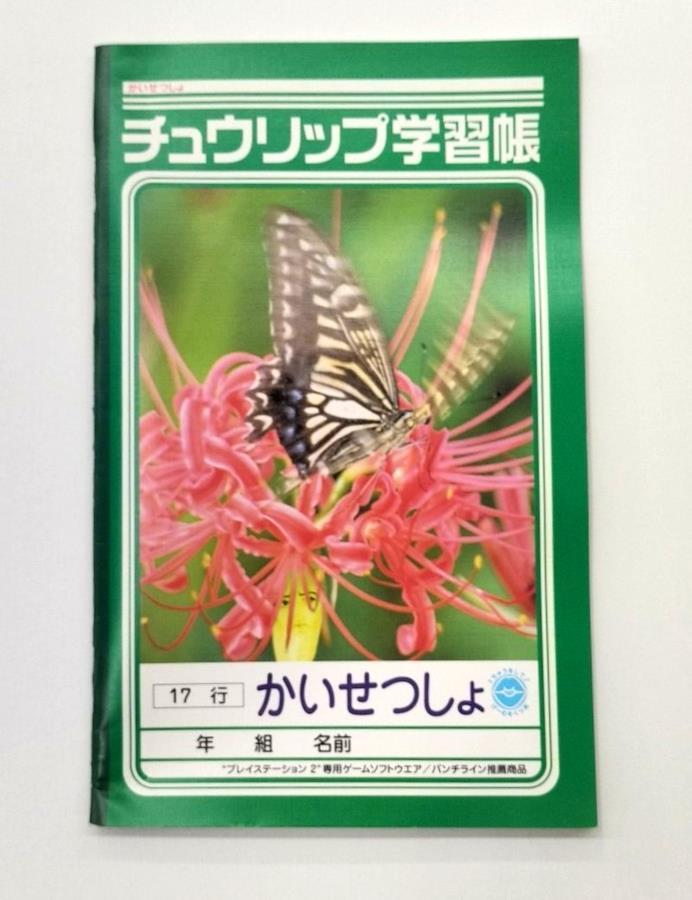 かいせつしょ
チュウリップ学習帳
17 行
かいせつしょ
年 組 名前
"プレイステーション 2"専用ゲームソフトウエア／パンチライン推薦商品